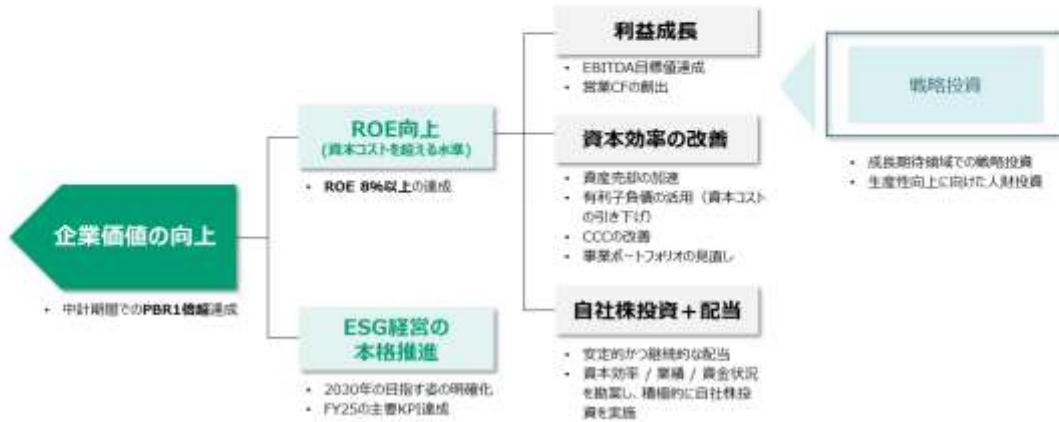 企業価値の向上
• 中計期間でのPBR1倍超達成
ROE向上
(資本コストを超える水準)
• ROE 8%以上の達成
ESG経営の
本格推進
• 2030年の目指す姿の明確化
• FY25の主要KPI達成
利益成長
• EBITDA目標値達成
• 営業CFの創出
資本効率の改善
• 資産売却の加速
• 有利子負債の活用（資本コスト
の引き下げ）
• CCCの改善
• 事業ポートフォリオの見直し
自社株投資＋配当
• 安定的かつ継続的な配当
• 資本効率 / 業績 / 資金状況
を勘案し、積極的に自社株投
資を実施
戦略投資
• 成長期待領域での戦略投資
• 生産性向上に向けた人財投資